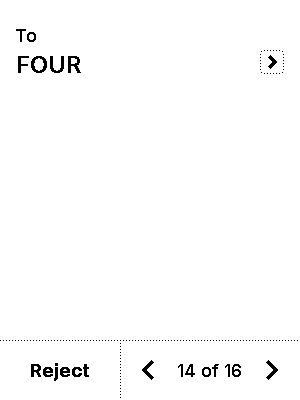 To
FOUR
Reject
14 of 16